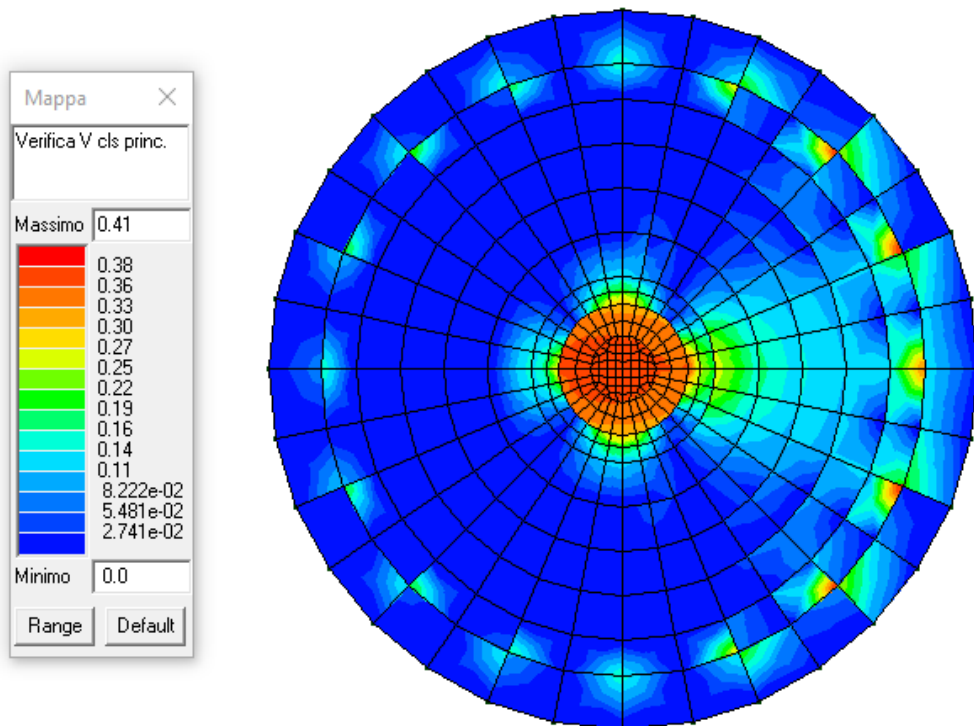 Mappa
Verifica V cls princ.
Massimo 0.41
0.38
0.36
0.33
0.30
0.27
0.25
0.22
0.19
0.16
0.14
0.11
8.222e-02
5.481e-02
2.741e-02
Minimo 0.0
Range Default